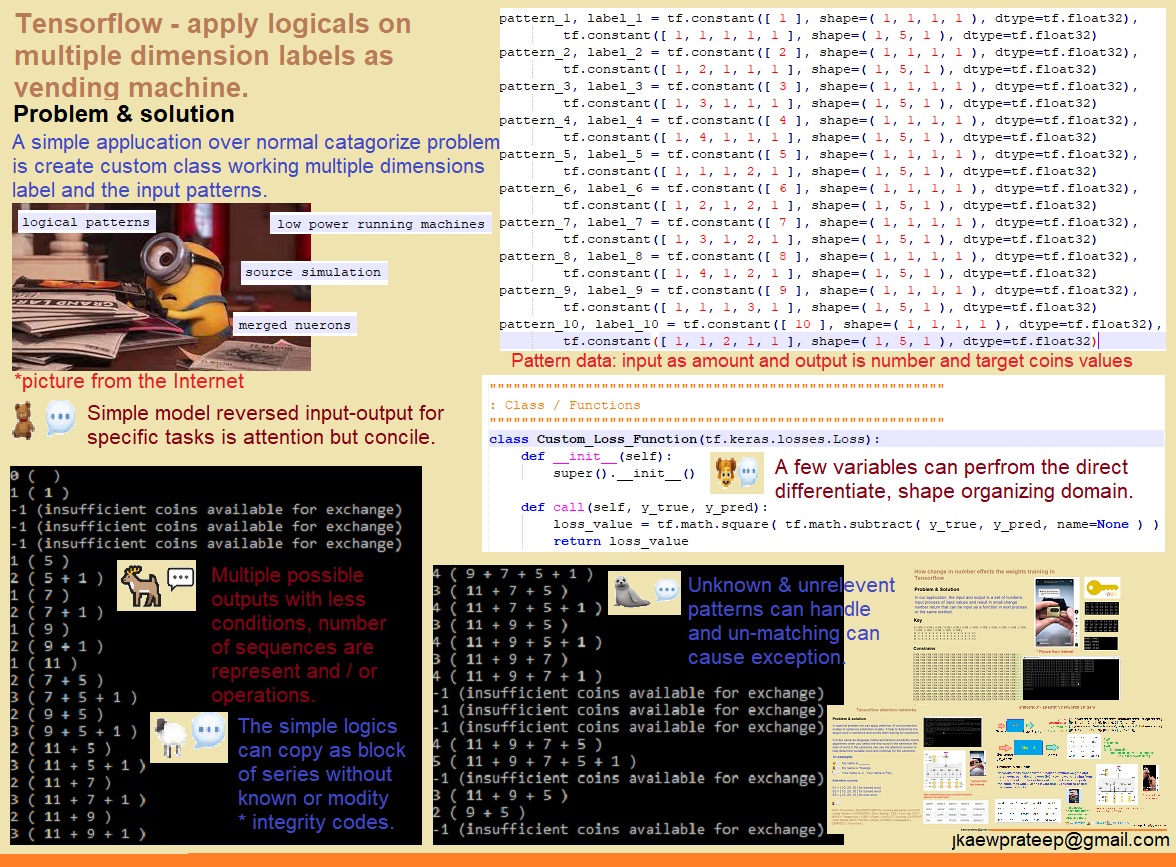 Tensorflow - apply logicals on
multiple dimension labels as
vending machine.
Problem & solution
A simple applucation over normal catagorize problem
is create custom class working multiple dimensions
label and the input patterns.
logical patterns
low power running machines
source simulation
merged nuerons
*picture from the Internet
Simple model reversed input-output for
specific tasks is attention but concile.
pattern_1, label_1 = tf.constant([ 1 ], shape=( 1, 1, 1, 1 ), dtype=tf.float32),
tf.constant([ 1, 1, 1, 1, 1 ], shape=( 1, 5, 1 ), dtype=tf.float32)
pattern_2, label_2 = tf.constant([ 2 ], shape=( 1, 1, 1, 1 ), dtype=tf.float32),
tf.constant([ 1, 2, 1, 1, 1 ], shape=( 1, 5, 1 ), dtype=tf.float32)
pattern_3, label_3 = tf.constant([ 3 ], shape=( 1, 1, 1, 1 ), dtype=tf.float32),
tf.constant([ 1, 3, 1, 1, 1 ], shape=( 1, 5, 1 ), dtype=tf.float32)
pattern_4, label_4 = tf.constant([ 4 ], shape=( 1, 1, 1, 1 ), dtype=tf.float32),
tf.constant([ 1, 4, 1, 1, 1 ], shape=( 1, 5, 1 ), dtype=tf.float32)
pattern_5, label_5 = tf.constant([ 5 ], shape=( 1, 1, 1, 1 ), dtype=tf.float32),
tf.constant([ 1, 1, 1, 2, 1 ], shape=( 1, 5, 1 ), dtype=tf.float32)
pattern_6, label_6 = tf.constant([ 6 ], shape=( 1, 1, 1, 1 ), dtype=tf.float32),
tf.constant([ 1, 2, 1, 2, 1 ], shape=( 1, 5, 1 ), dtype=tf.float32)
pattern_7, label_7 = tf.constant([ 7 ], shape=( 1, 1, 1, 1 ), dtype=tf.float32),
tf.constant([ 1, 3, 1, 2, 1 ], shape=( 1, 5, 1 ), dtype=tf.float32)
pattern_8, label_8 = tf.constant([ 8 ], shape=( 1, 1, 1, 1 ), dtype=tf.float32),
tf.constant([ 1, 4, 1, 2, 1 ], shape=( 1, 5, 1 ), dtype=tf.float32)
pattern_9, label_9 = tf.constant([ 9 ], shape=( 1, 1, 1, 1 ), dtype=tf.float32),
tf.constant([ 1, 1, 1, 3, 1 ], shape=( 1, 5, 1 ), dtype=tf.float32)
pattern_10, label_10 = tf.constant([ 10 ], shape=( 1, 1, 1, 1 ), dtype=tf.float32),
tf.constant([ 1, 1, 2, 1, 1 ], shape=( 1, 5, 1 ), dtype=tf.float32)
Pattern data: input as amount and output is number and target coins values
: Class / Functions
class Custom_Loss_Function(tf.keras.losses.Loss):
def __init__(self):
super().__init__()
def call(self, y_true, y_pred):
loss_value = tf.math.square( tf.math.subtract( y_true, y_pred, name=None ) )
return loss_value
A few variables can perfrom the direct
differentiate, shape organizing domain.
0 ( )
1 ( 1 )
-1 (insufficient coins available for exchange)
-1 (insufficient coins available for exchange)
-1 (insufficient coins available for exchange)
1 ( 5 )
2 ( 5 + 1 )
1 ( 7 )
2 ( 7 + 1 )
1 ( 9 )
2 ( 9 + 1 )
1 ( 11 )
2 ( 7 + 5 )
3 ( 7 + 5 + 1 )
2 ( 9 + 5 )
3 ( 9 + 5 + 1 )
2 ( 11 + 5 )
3 ( 11 + 5 + 1 )
2 ( 11 + 7 )
3 ( 11 + 7 + 1 )
2 ( 11 + 9 )
3 ( 11 + 9 + 1 )
Multiple possible
outputs with less
conditions, number
of sequences are
represent and / or
operations.
The simple logics
can copy as block
of series without
known or modity
* integrity codes.
4 ( 9 + 7 + 5 + 1 )
3 ( 11 + 7 + 5 )
4 ( 11 + 7 + 5 + 1 )
3 ( 11 + 9 + 5 )
4 ( 11 + 9 + 5 + 1 )
3 ( 11 + 9 + 7 )
4 ( 11 + 9 + 7 + 1 )
-1 (insufficient coins available for exchange)
-1 (insufficient coins available for exchange)
-1 (insufficient coins available for exchange)
4 ( 11 + 9 + 7 + 5 )
5 ( 11 + 9 + 7 + 5 + 1 )
-1 (insufficient coins available for exchange)
3 ( 11 + 9 + 5 )
2 ( 9 + 5 )
-1 (insufficient coins available for exchange)
Unknown & unrelevent
patterns can handle
and un-matching can
cause exception.
How change in number effects the weights training in
Tensorflow
Problem & Solution
Key
Constrains
Tensorflow attention networks
Problem & solution
jkaewprateep@gmail.com